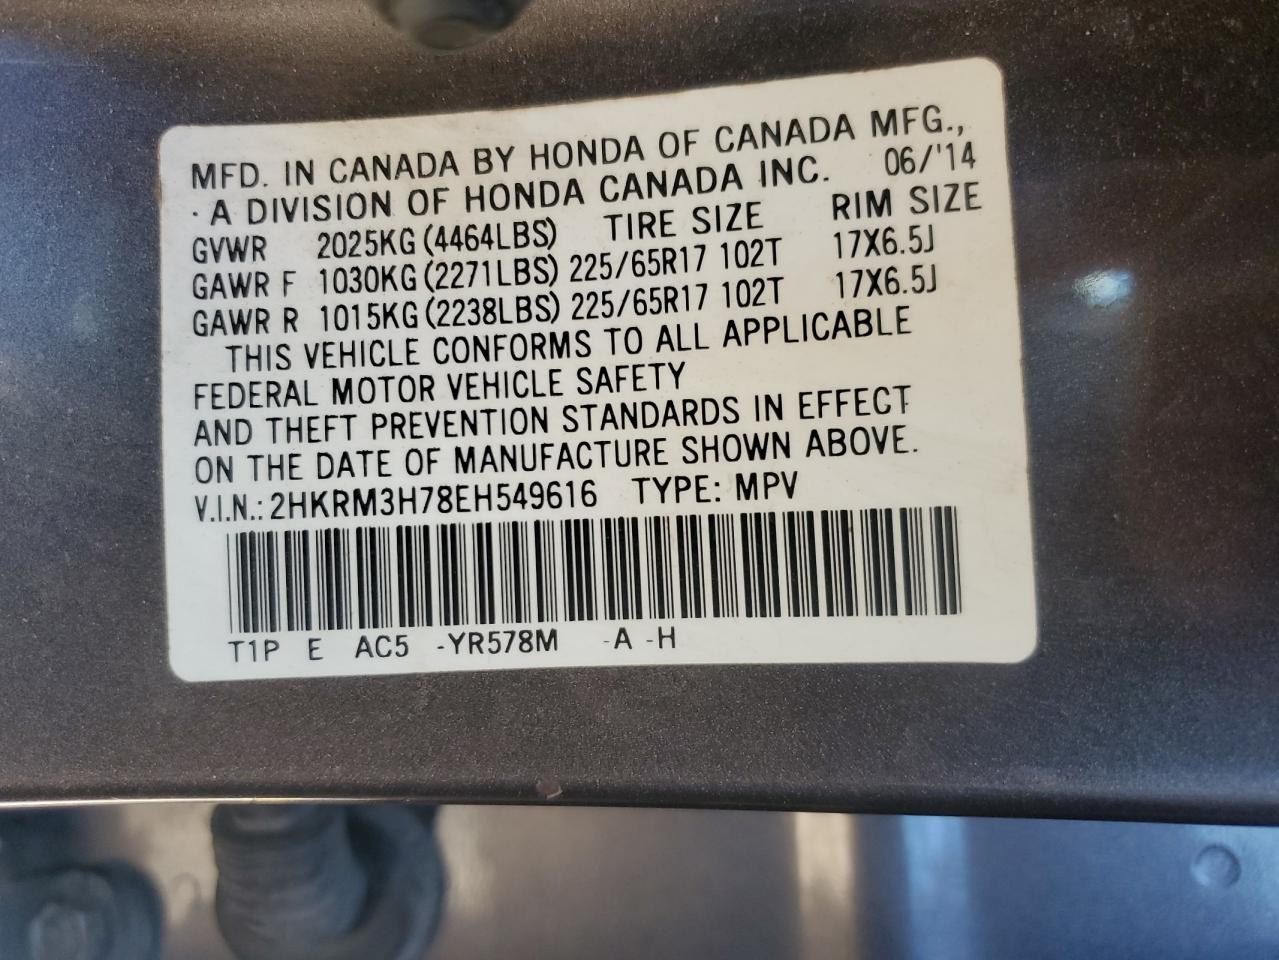 MFD. IN CANADA BY HONDA OF CANADA MFG.,
· A DIVISION OF HONDA CANADA INC. 06/'14
GVWR 2025KG (4464LBS) TIRE SIZE RIM SIZE
GAWR F 1030KG (2271LBS) 225/65R17 102T 17X6.5J
GAWR R 1015KG (2238LBS) 225/65R17 102T 17X6.5J
THIS VEHICLE CONFORMS TO ALL APPLICABLE
FEDERAL MOTOR VEHICLE SAFETY
AND THEFT PREVENTION STANDARDS IN EFFECT
ON THE DATE OF MANUFACTURE SHOWN ABOVE.
V.I.N.: 2HKRM3H78EH549616 TYPE: MPV
T1P E AC5 -YR578M -A -H